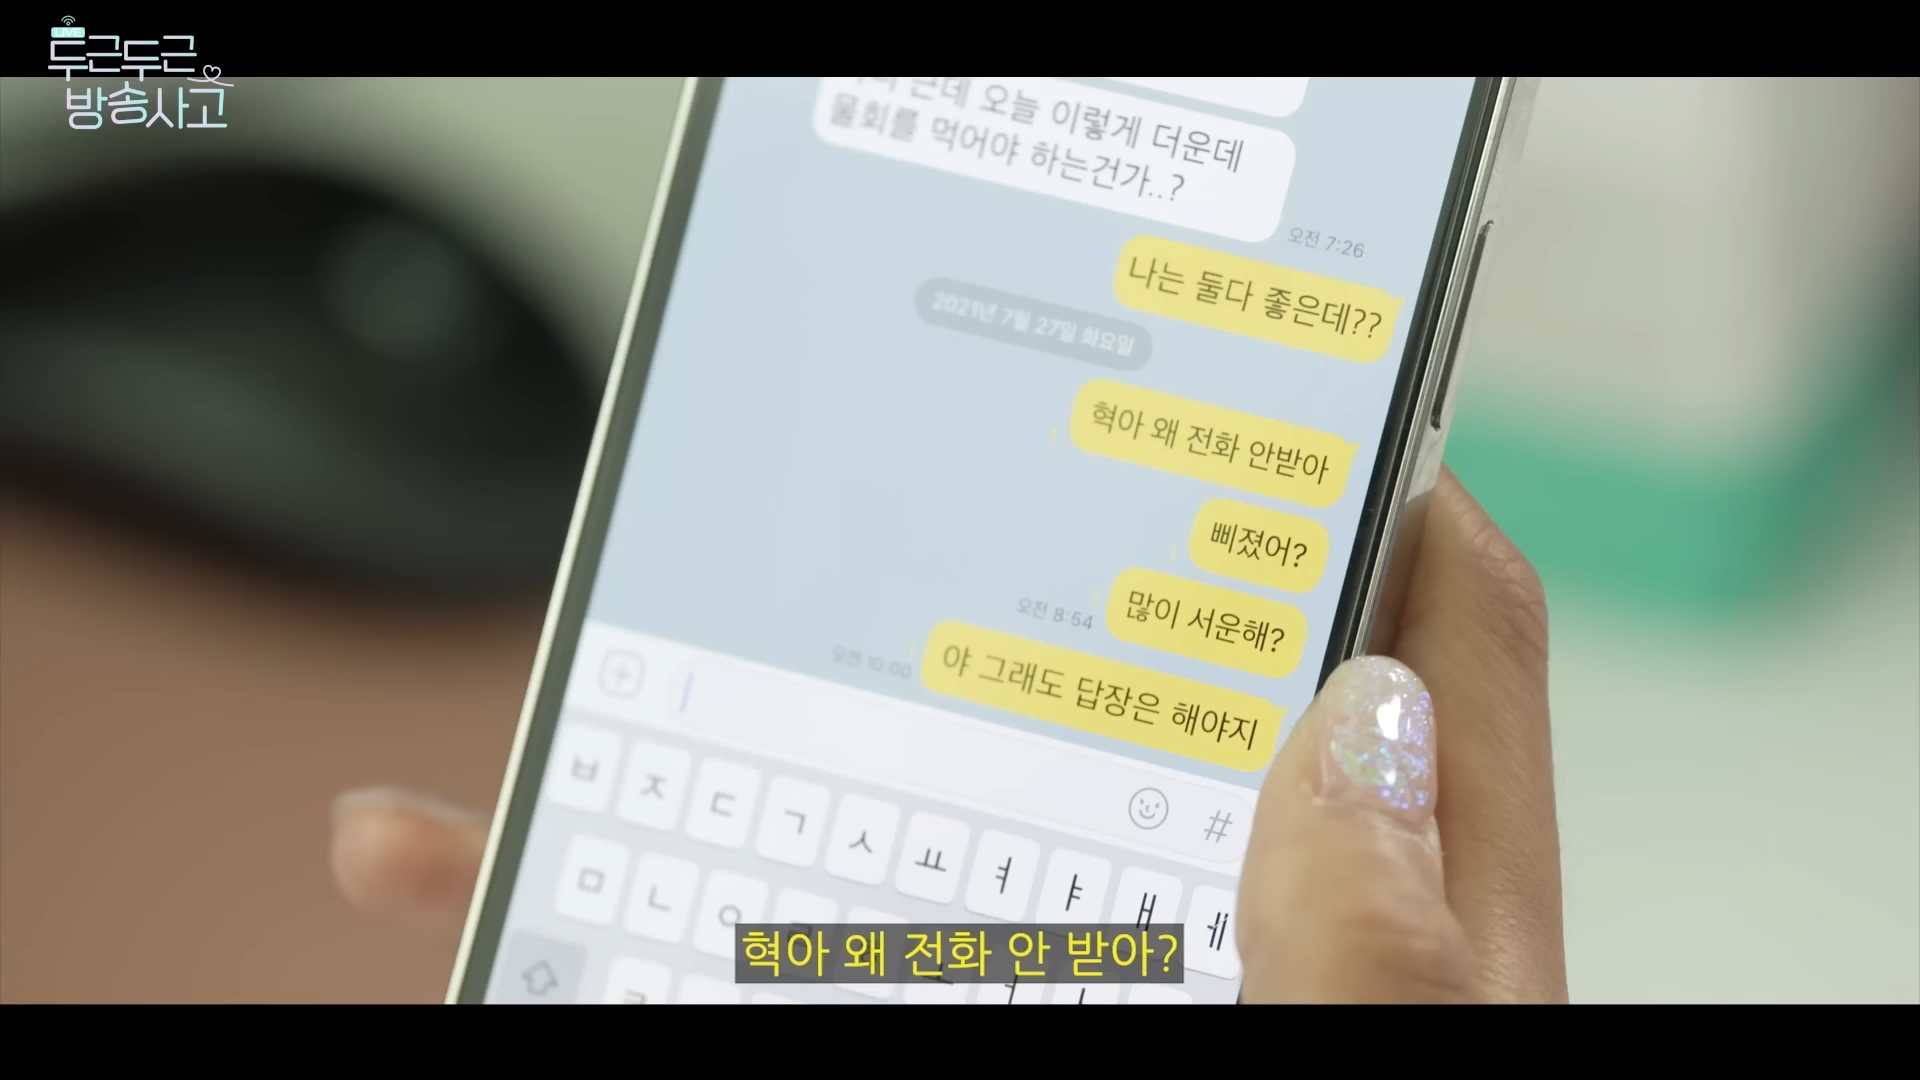 LIVE
두근두근
방송사고
근데 오늘 이렇게 더운데
물회를 먹어야 하는건가..?
오전 7:26
나는 둘다 좋은데??
2021년 7월 27일 화요일
혁아 왜 전화 안받아
삐졌어?
많이 서운해?
오전 8:54
야 그래도 답장은 해야지
오전 10:00
#
ㅂ ㅈ ㄷ ㄱ ㅅ ㅛ ㅕ ㅑ ㅐ ㅔ
ㅁ ㄴ ㅇ
혁아 왜 전화 안 받아?